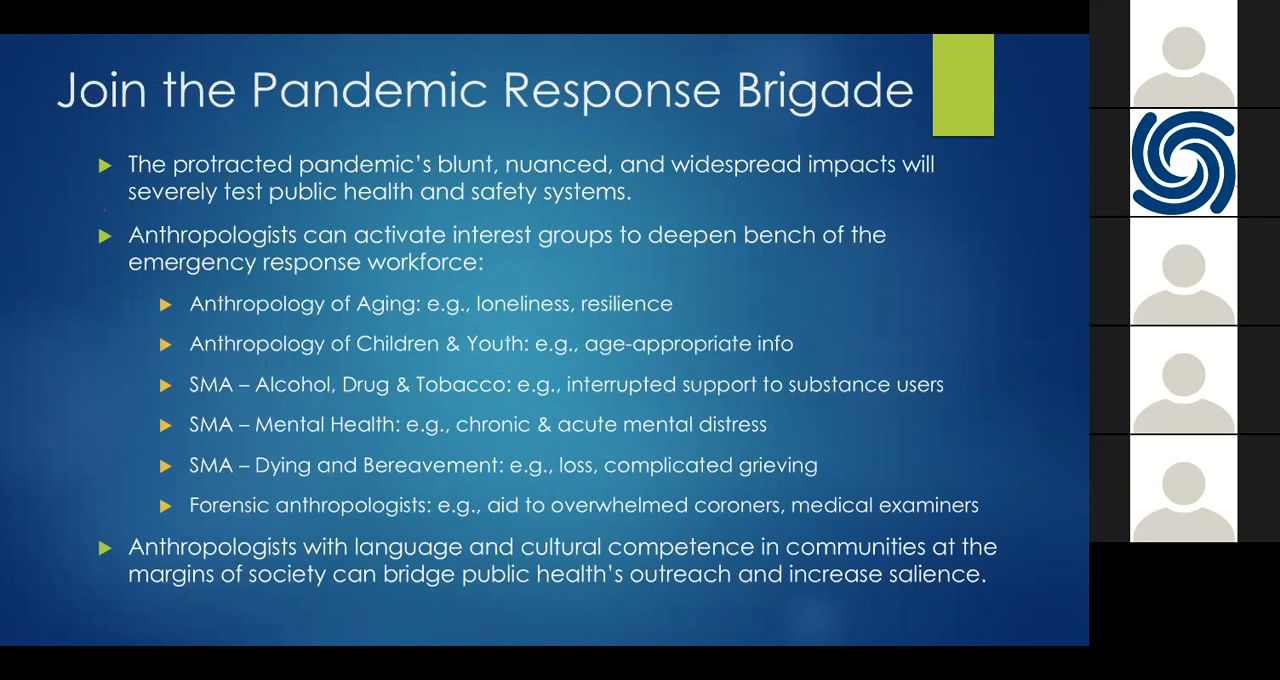 Join the Pandemic Response Brigade
The protracted pandemic’s blunt, nuanced, and widespread impacts will
severely test public health and safety systems.
Anthropologists can activate interest groups to deepen bench of the
emergency response workforce:
Anthropology of Aging: e.g., loneliness, resilience
Anthropology of Children & Youth: e.g., age-appropriate info
SMA – Alcohol, Drug & Tobacco: e.g., interrupted support to substance users
SMA – Mental Health: e.g., chronic & acute mental distress
SMA – Dying and Bereavement: e.g., loss, complicated grieving
Forensic anthropologists: e.g., aid to overwhelmed coroners, medical examiners
Anthropologists with language and cultural competence in communities at the
margins of society can bridge public health’s outreach and increase salience.